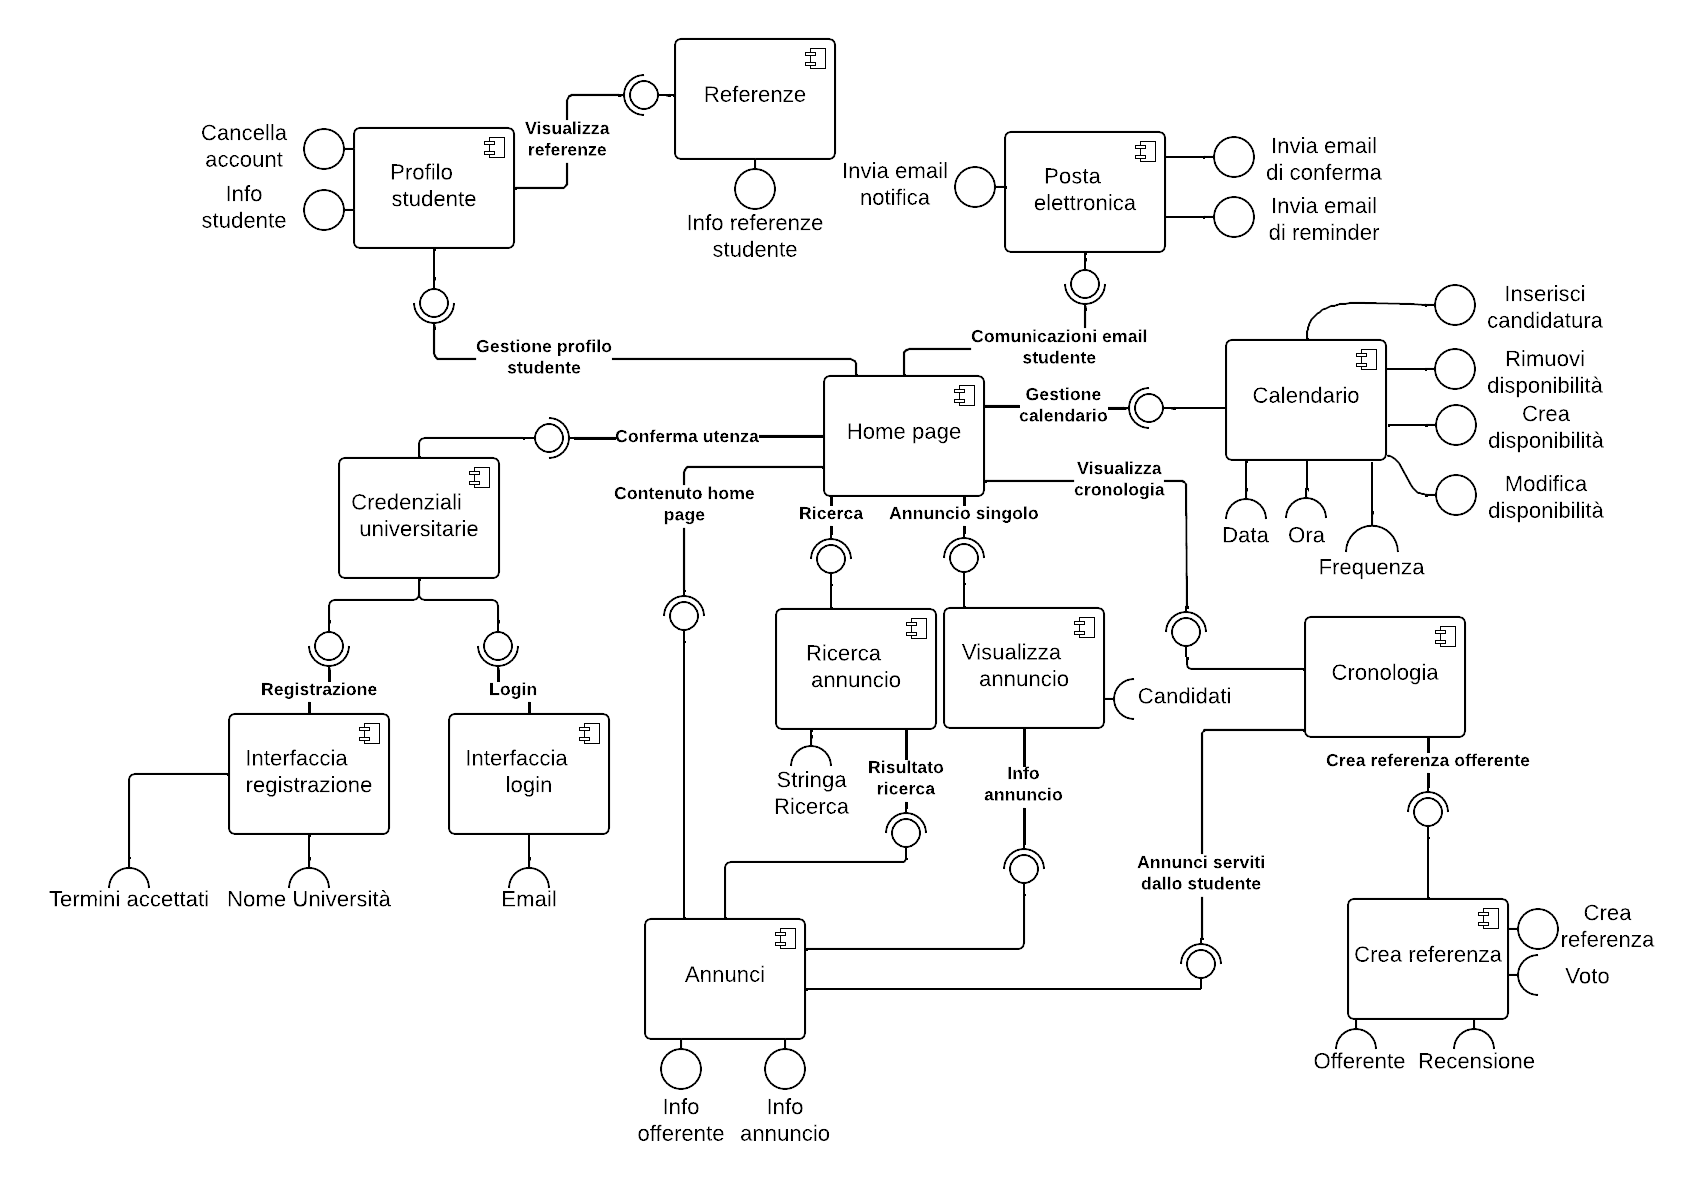 Referenze
Cancella
account
Info
studente
Profilo
studente
Visualizza
referenze
Info referenze
studente
Invia email
notifica
Posta
elettronica
Invia email
di conferma
Invia email
di reminder
Gestione profilo
studente
Comunicazioni email
studente
Inserisci
candidatura
Rimuovi
disponibilità
Crea
disponibilità
Modifica
disponibilità
Calendario
Gestione
calendario
Home page
Conferma utenza
Contenuto home
page
Ricerca
Annuncio singolo
Visualizza
cronologia
Data
Ora
Frequenza
Credenziali
universitarie
Registrazione
Login
Interfaccia
registrazione
Interfaccia
login
Termini accettati
Nome Università
Email
Ricerca
annuncio
Visualizza
annuncio
Candidati
Cronologia
Stringa
Ricerca
Risultato
ricerca
Info
annuncio
Crea referenza offerente
Annunci serviti
dallo studente
Annunci
Info
offerente
Info
annuncio
Crea referenza
Crea
referenza
Voto
Offerente
Recensione